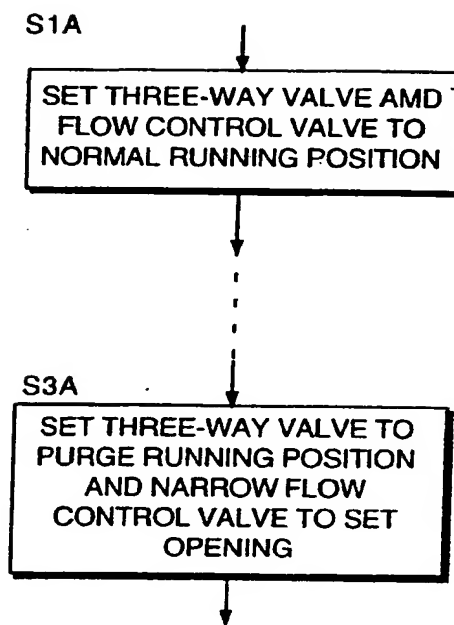 S1A
SET THREE-WAY VALVE AMD
FLOW CONTROL VALVE TO
NORMAL RUNNING POSITION
S3A
SET THREE-WAY VALVE TO
PURGE RUNNING POSITION
AND NARROW FLOW
CONTROL VALVE TO SET
OPENING